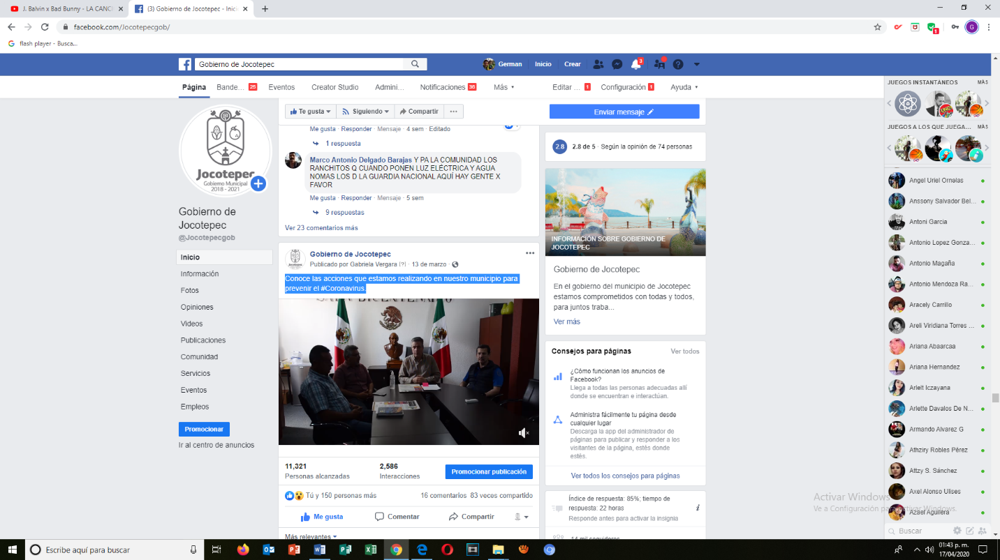 J. Balvin x Bad Bunny - LA CANCI
(3) Gobierno de Jocotepec - Inici
facebook.com/Jocotepecgob/
flash player - Busca...
Gobierno de Jocotepec
German
Inicio
Crear
3
Página
Bande... 25
Eventos
Creator Studio
Admini...
Notificaciones 36
Más
Editar ... 1
Configuración 1
Ayuda
Jocotepec
Gobierno Municipal
2018 - 2021
Gobierno de
Jocotepec
@Jocotepecgob
Inicio
Información
Fotos
Opiniones
Videos
Publicaciones
Comunidad
Servicios
Eventos
Empleos
Promocionar
Ir al centro de anuncios
Te gusta
Siguiendo
Compartir
Enviar mensaje
Me gusta · Responder · Mensaje · 4 sem · Editado
1 respuesta
Marco Antonio Delgado Barajas Y PA LA COMUNIDAD LOS
RANCHITOS Q CUANDO PONEN LUZ ELÉCTRICA Y AGUA
NOMAS LOS D LA GUARDIA NACIONAL AQUÍ HAY GENTE X
FAVOR
Me gusta · Responder · Mensaje · 5 sem
9 respuestas
Ver 23 comentarios más
Gobierno de Jocotepec
Publicado por Gabriela Vergara [?] · 13 de marzo ·
Conoce las acciones que estamos realizando en nuestro municipio para
prevenir el #Coronavirus.
11,321
Personas alcanzadas
2,586
Interacciones
Promocionar publicación
Tú y 150 personas más
16 comentarios 83 veces compartido
Me gusta
Comentar
Compartir
Más relevantes
2.8
2.8 de 5 · Según la opinión de 74 personas
INFORMACIÓN SOBRE GOBIERNO DE
JOCOTEPEC
Gobierno de Jocotepec
En el gobierno del municipio de Jocotepec
estamos comprometidos con todas y todos,
para juntos traba...
Ver más
Consejos para páginas
Ver todos
¿Cómo funcionan los anuncios de
Facebook?
Llega a todas las personas adecuadas allí
donde se encuentran e interactúan.
Administra fácilmente tu página desde
cualquier lugar
Descarga la app del administrador de
páginas para publicar y responder a los
visitantes de la página, estés donde
estés.
Ver todos los consejos para páginas
Índice de respuesta: 85%; tiempo de
respuesta: 22 horas
Responde antes para activar la insignia
14 mil seguidores
JUEGOS INSTANTÁNEOS
MÁS
JUEGOS A LOS QUE JUEGA...
MÁS
Angel Uriel Ornelas
Anssony Salvador Bel...
Antoni Garcia
Antonio Lopez Gonza...
Antonio Magaña
Antonio Mendoza Ra...
Aracely Carrillo
Areli Viridiana Torres ...
Ariana Abaarcaa
Ariana Hernandez
Arlelt Iczayana
Arlette Davalos De N...
Armando Alvarez G
Athziry Robles Pérez
Attzy S. Sánchez
Axel Alonso Ulises
Azael Aguilera
Activar Windows
Ve a Configuración para activar Windows.
Buscar
Escribe aquí para buscar
01:43 p. m.
17/04/2020